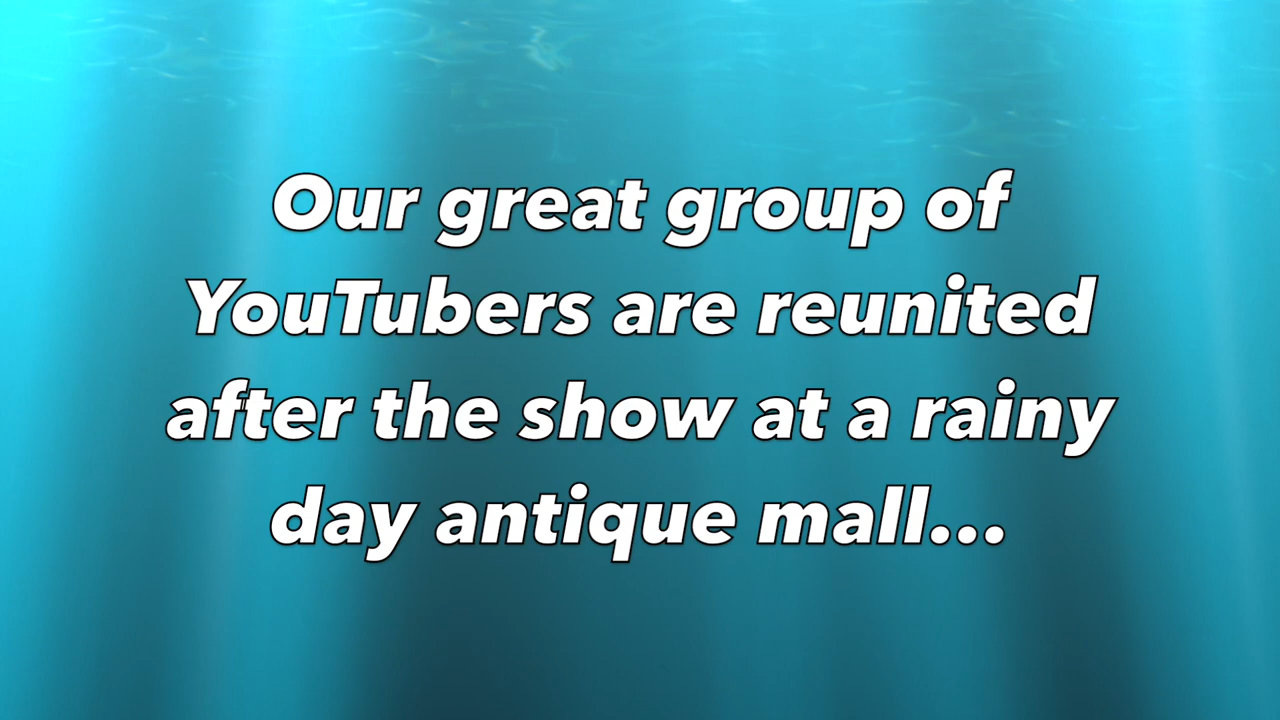 Our great group of
YouTubers are reunited
after the show at a rainy
day antique mall...